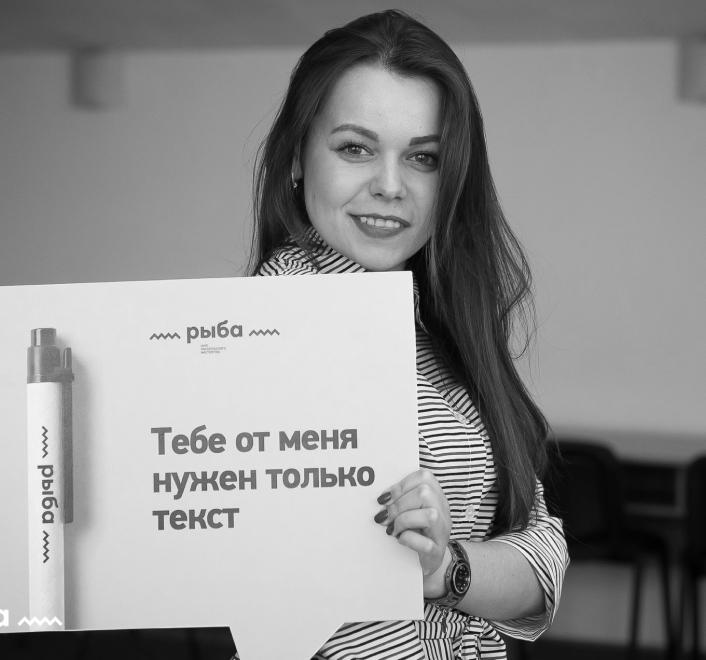 рыба
Тебе от меня
нужен только
текст
рыба